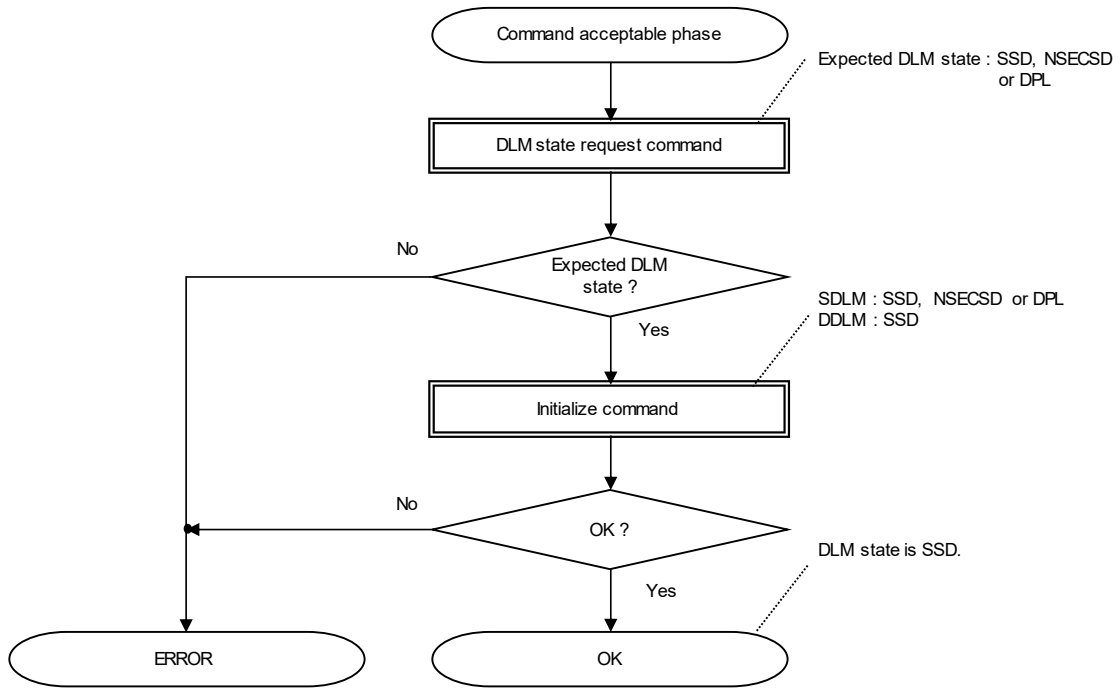 Command acceptable phase
Expected DLM state : SSD, NSECSD
or DPL
DLM state request command
No
Expected DLM
state ?
SDLM : SSD, NSECSD or DPL
DDLM : SSD
Yes
Initialize command
No
OK ?
DLM state is SSD.
Yes
ERROR
OK